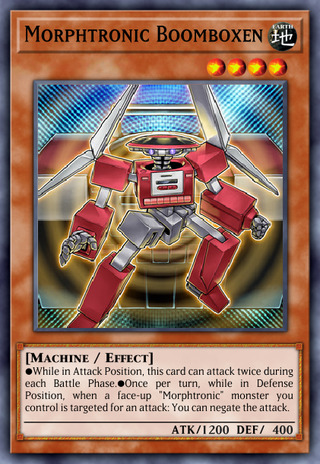 Morphtronic Boomboxen
EARTH
地
[Machine / Effect]
●While in Attack Position, this card can attack twice during
each Battle Phase.●Once per turn, while in Defense
Position, when a face-up "Morphtronic" monster you
control is targeted for an attack: You can negate the attack.
ATK/1200 DEF/ 400